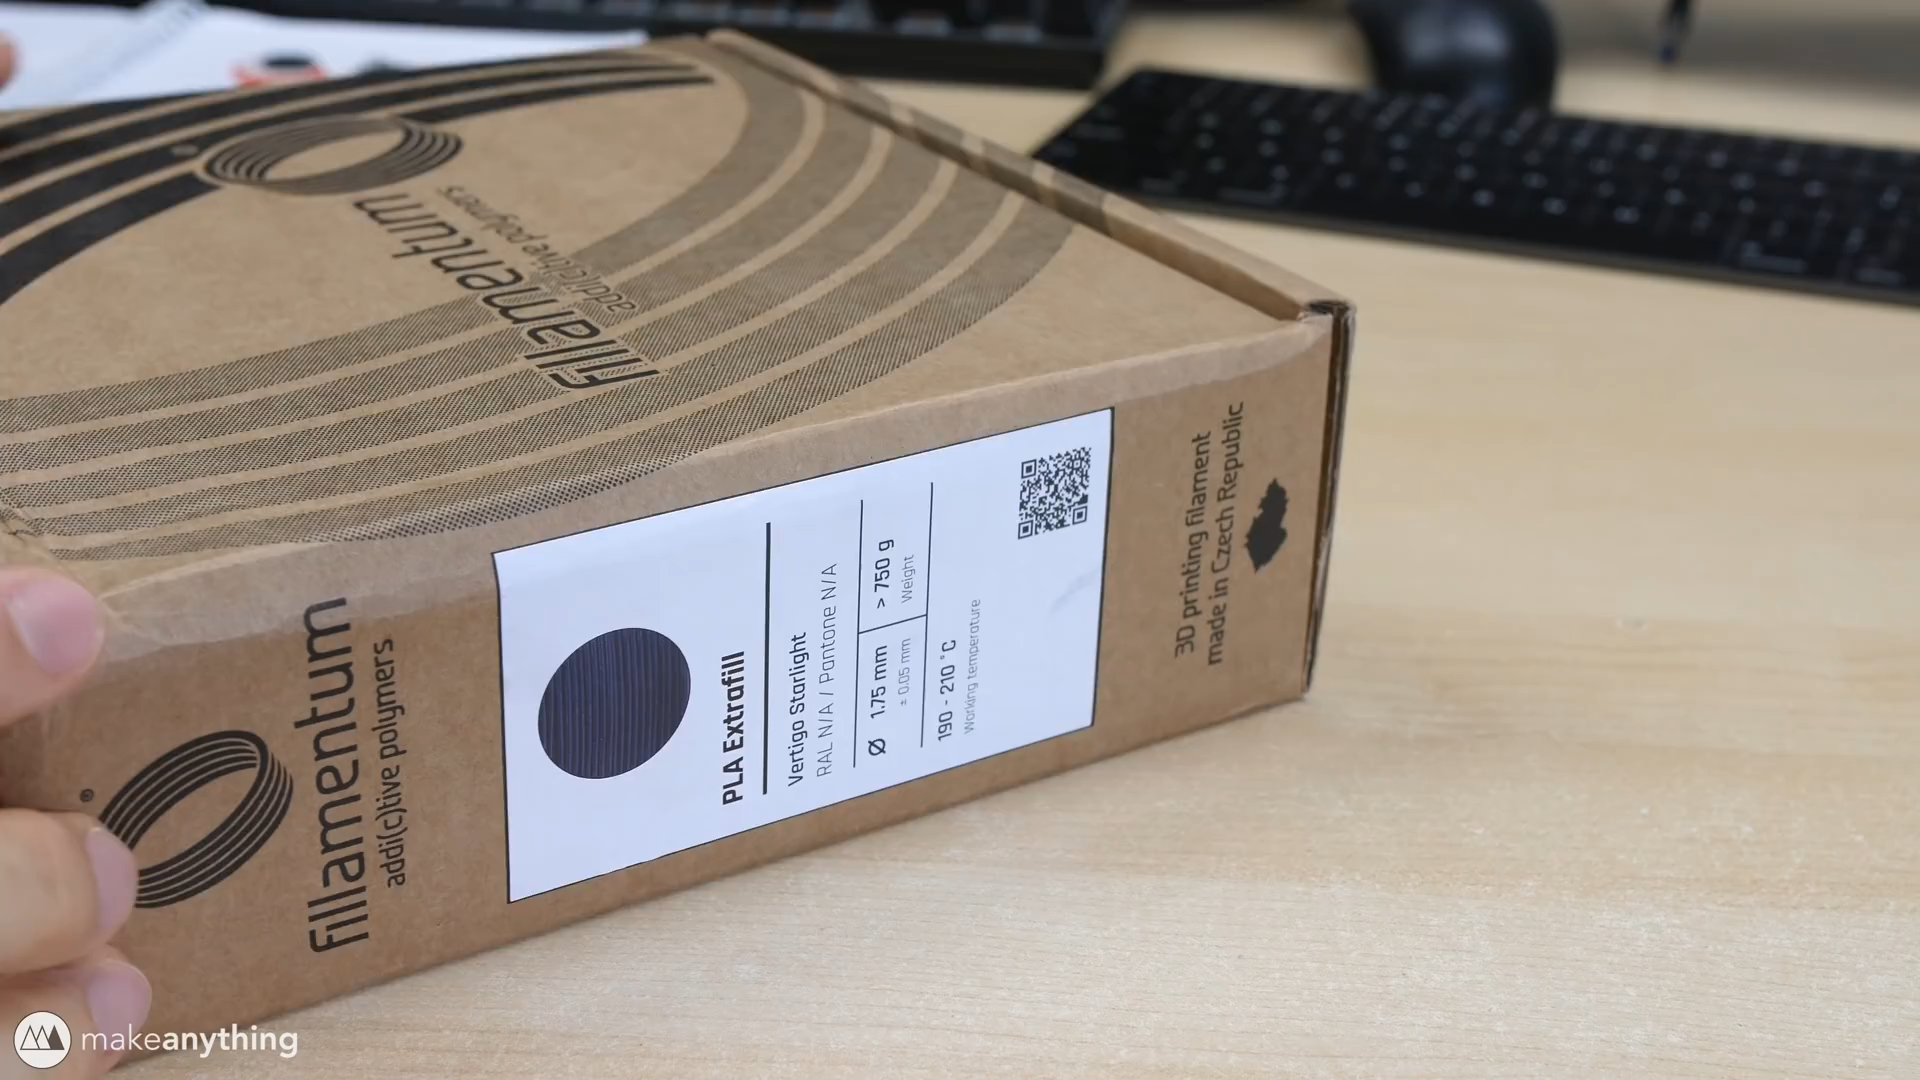 fillamentum
addi(c)tive polymers
®
fillamentum
addi(c)tive polymers
PLA Extrafill
Vertigo Starlight
RAL N/A / Pantone N/A
Ø 1.75 mm > 750 g
± 0.05 mm Weight
190 - 210 °C
Working temperature
3D printing filament
made in Czech Republic
makeanything